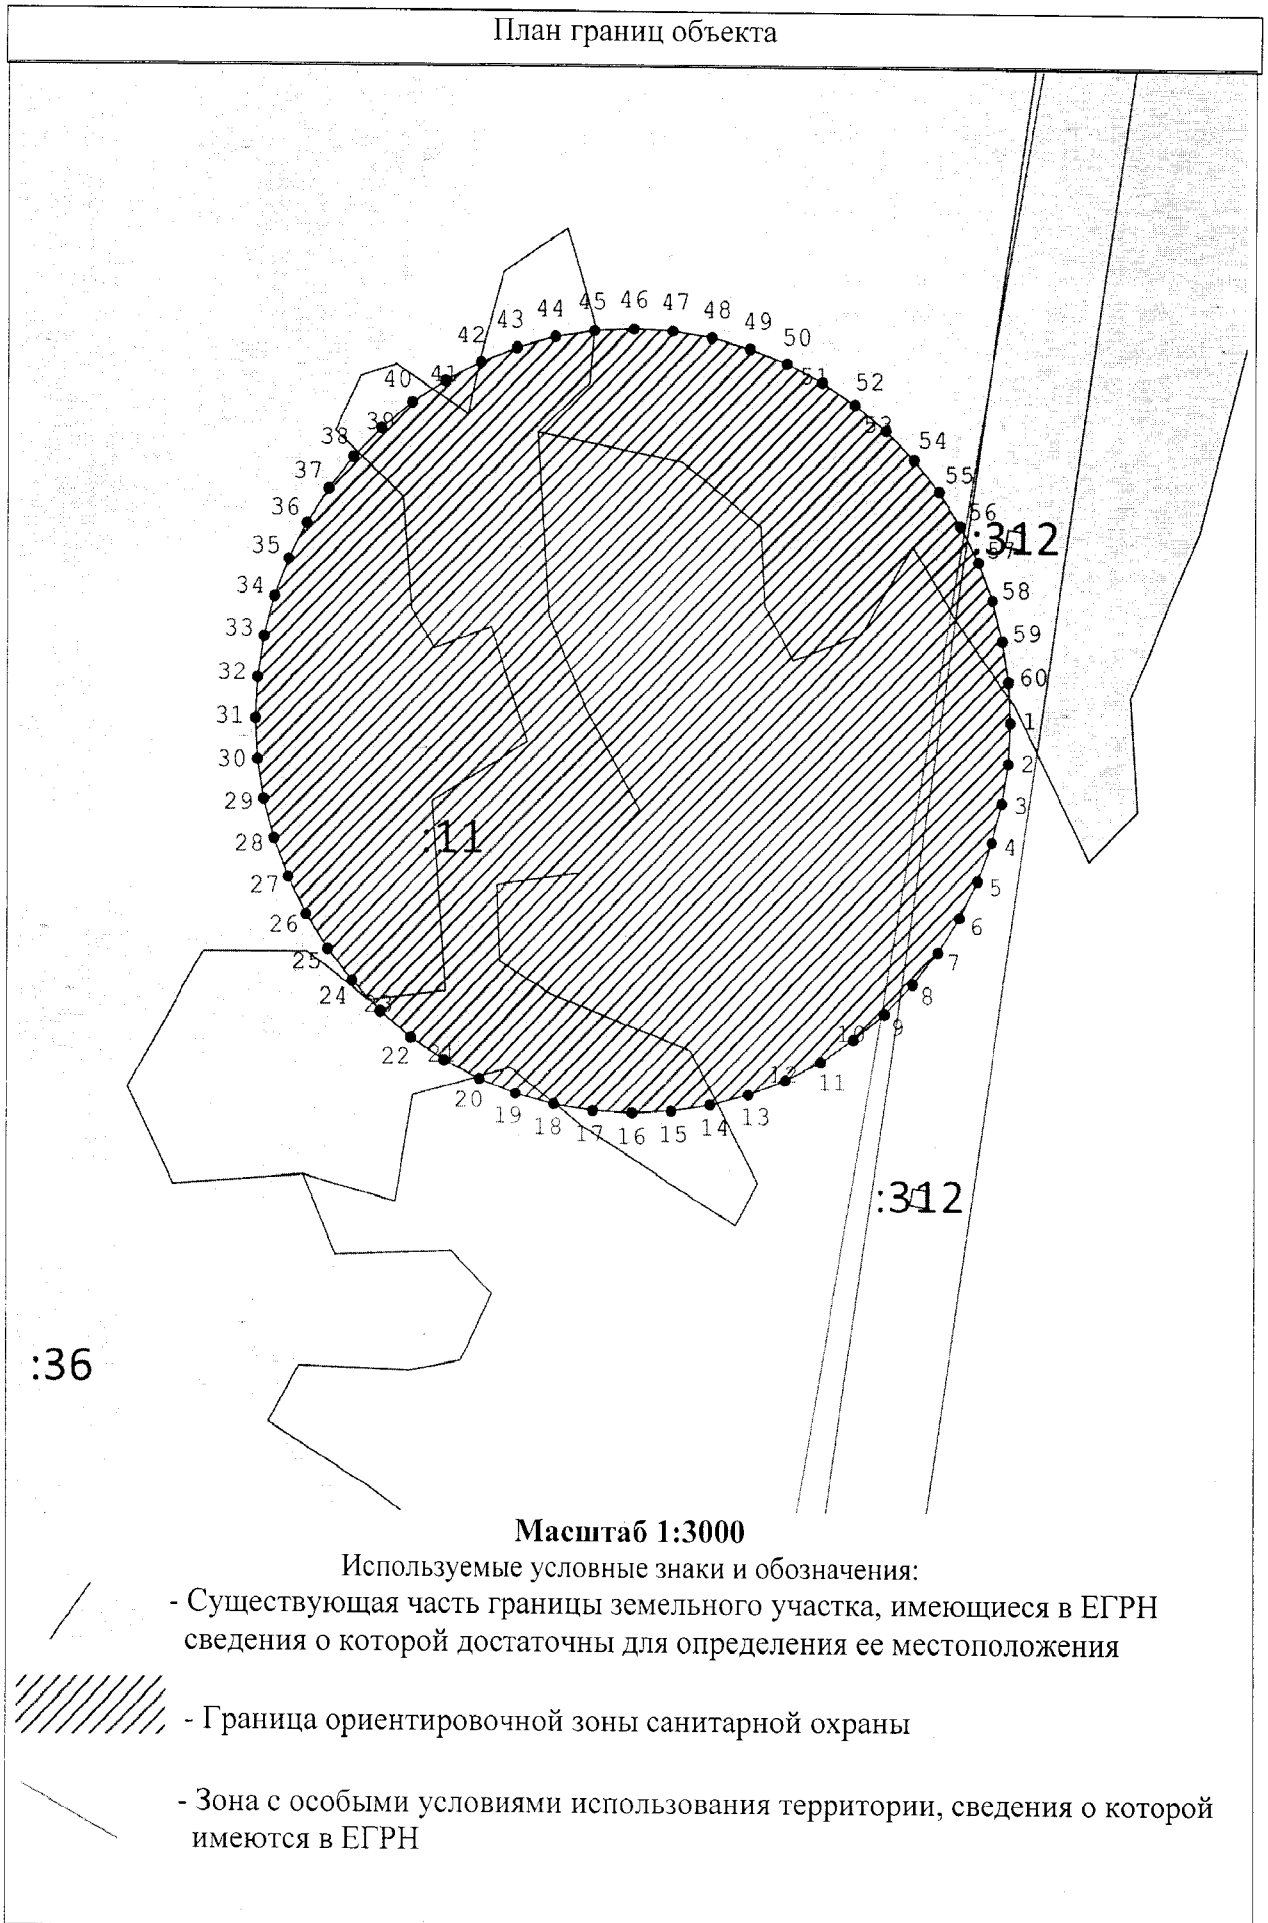 План границ объекта
45 46 47
44 48
43 49
42 50
41 51
40 52
39 53
38 54
37 55
36 56
:312
57
35
34 58
33 59
32 60
31 1
30 2
29 3
28 4
:11
27 5
26 6
25 7
24 8
23 9
22 21 10
20 12 11
19 18 17 16 15 14 13
:312
:36
Масштаб 1:3000
Используемые условные знаки и обозначения:
- Существующая часть границы земельного участка, имеющиеся в ЕГРН
сведения о которой достаточны для определения ее местоположения
- Граница ориентировочной зоны санитарной охраны
- Зона с особыми условиями использования территории, сведения о которой
имеются в ЕГРН